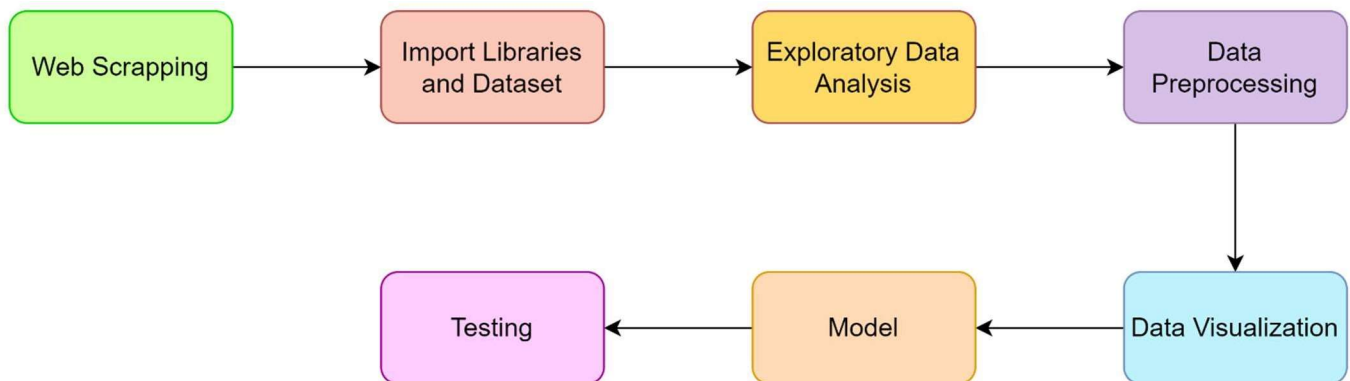 Web Scrapping
Import Libraries
and Dataset
Exploratory Data
Analysis
Data
Preprocessing
Data Visualization
Model
Testing